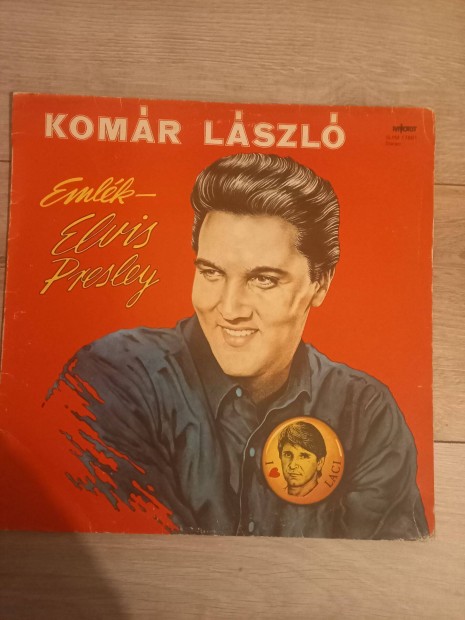 KOMÁR LÁSZLÓ
Emlék—
Elvis
Presley
I ♥ LACI